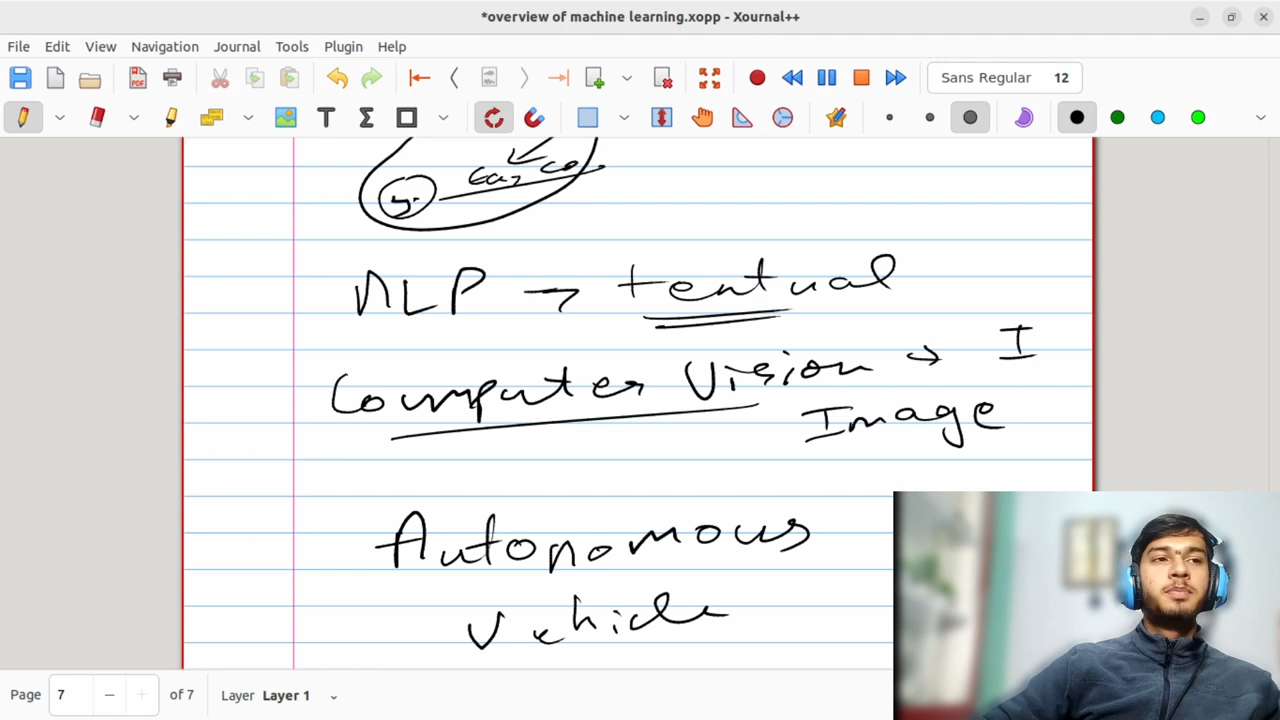 *overview of machine learning.xopp - Xournal++
File Edit View Navigation Journal Tools Plugin Help
Sans Regular 12
NLP → textual
Computer Vision → I
Image
Autonomous
Vehicle
Page 7 of 7 Layer Layer 1